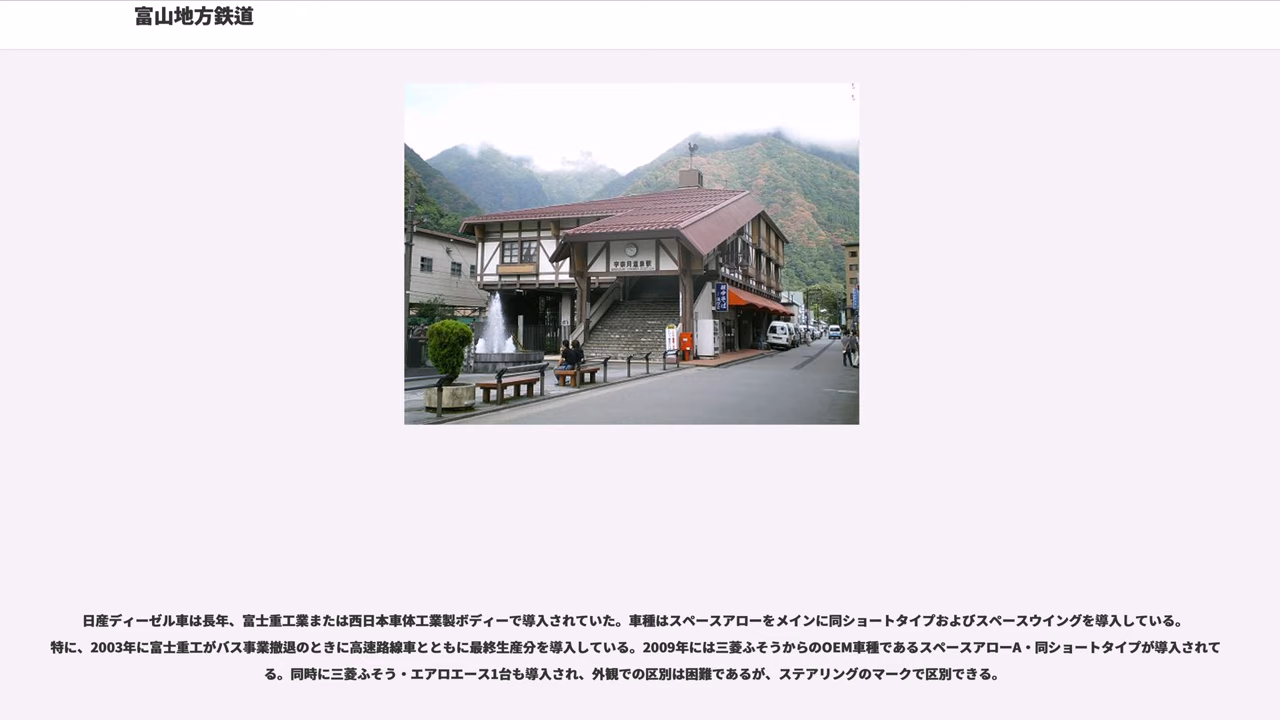 富山地方鉄道
宇奈月温泉駅
日産ディーゼル車は長年、富士重工業または西日本車体工業製ボディーで導入されていた。車種はスペースアローをメインに同ショートタイプおよびスペースウイングを導入している。
特に、2003年に富士重工がバス事業撤退のときに高速路線車とともに最終生産分を導入している。2009年には三菱ふそうからのOEM車種であるスペースアローA・同ショートタイプが導入されて
る。同時に三菱ふそう・エアロエース1台も導入され、外観での区別は困難であるが、ステアリングのマークで区別できる。